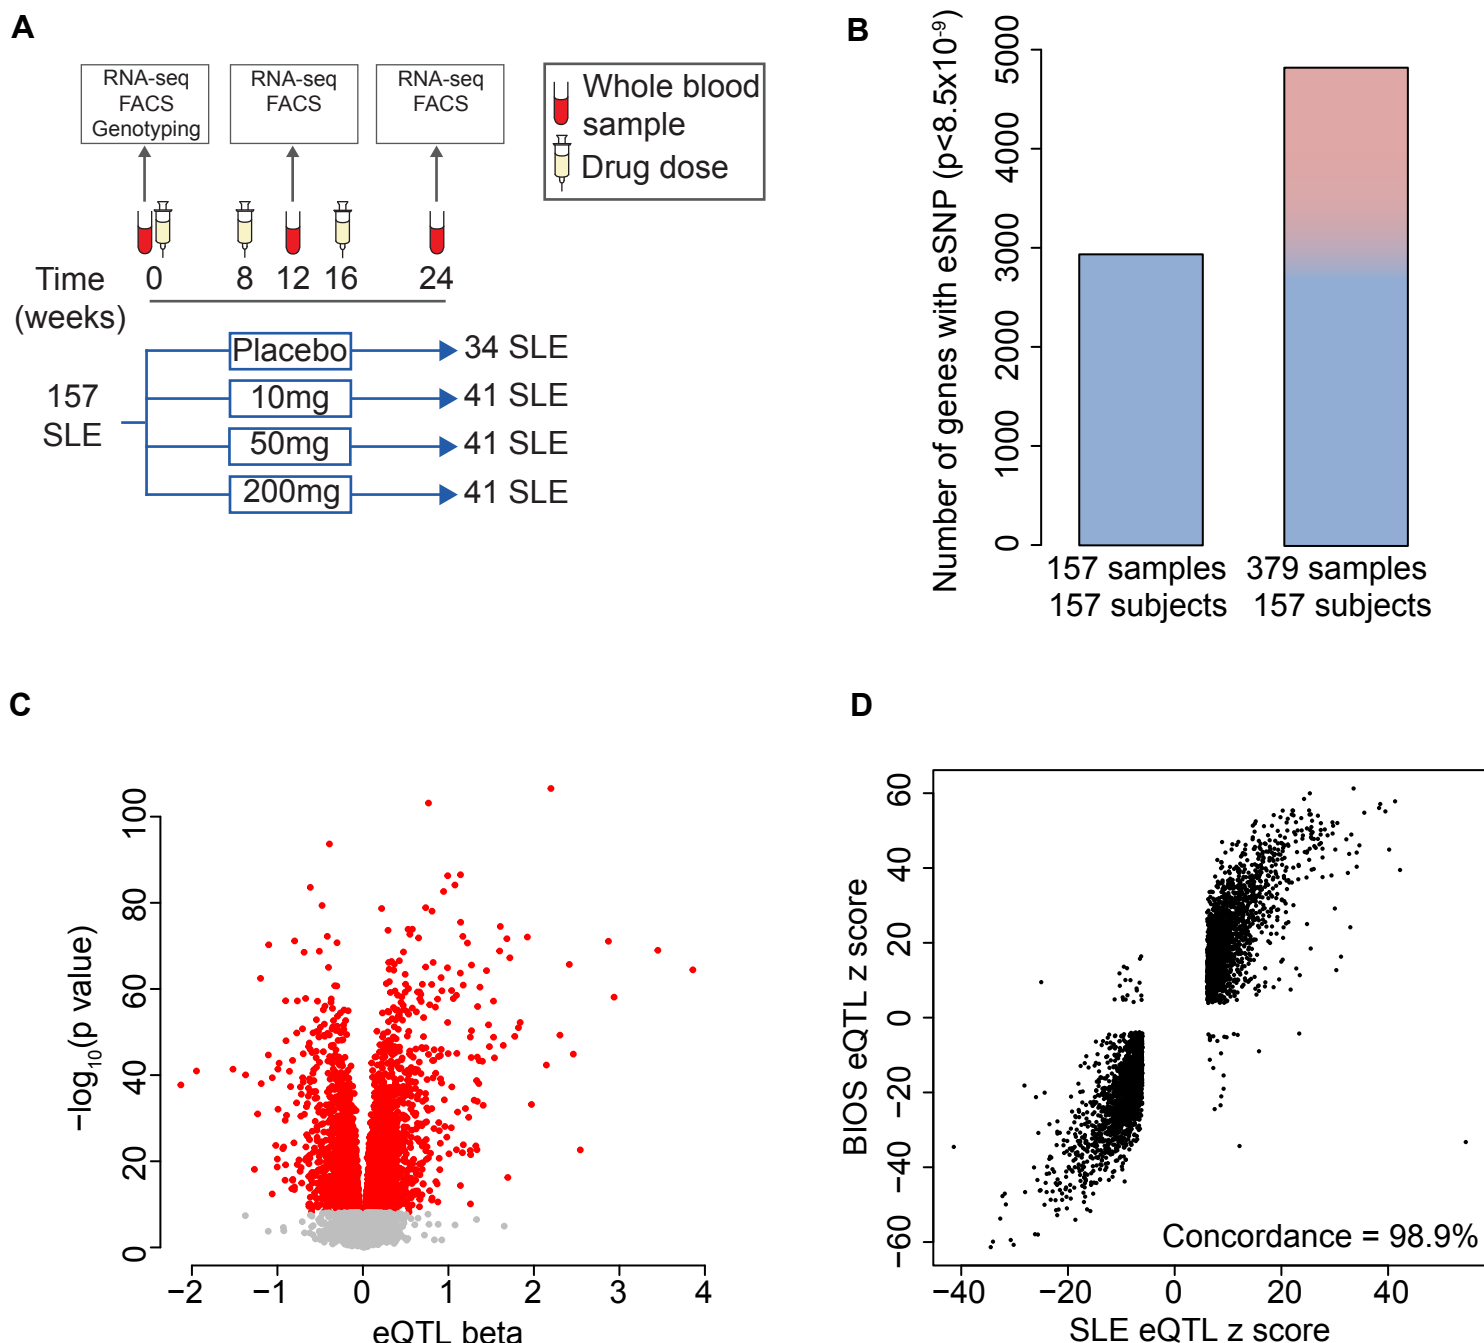 A
RNA-seq
FACS
Genotyping
RNA-seq
FACS
RNA-seq
FACS
Whole blood
sample
Drug dose
Time
(weeks)
0
8
12
16
24
157
SLE
Placebo
34 SLE
10mg
41 SLE
50mg
41 SLE
200mg
41 SLE
B
Number of genes with eSNP (p<8.5x10⁻⁹)
5000
4000
3000
2000
1000
0
157 samples
157 subjects
379 samples
157 subjects
C
−log₁₀(p value)
100
80
60
40
20
0
−2
−1
0
1
2
3
4
eQTL beta
D
BIOS eQTL z score
60
40
20
0
−20
−40
−60
Concordance = 98.9%
−40
−20
0
20
40
SLE eQTL z score